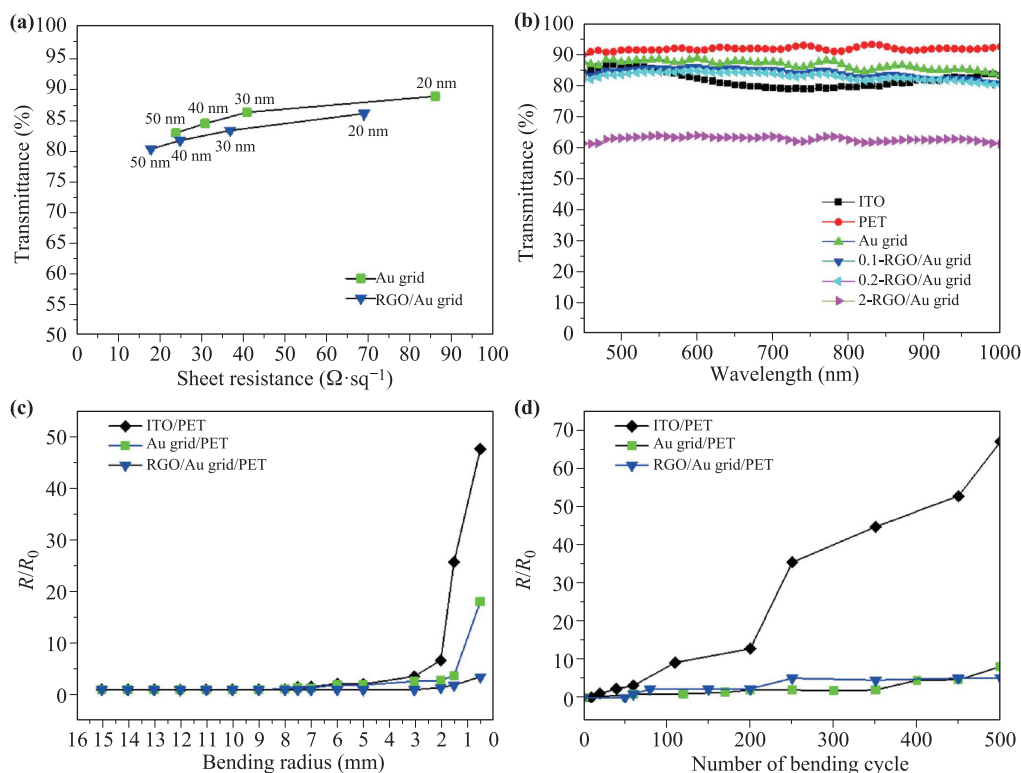 (a)
100
95
90
85
80
75
70
65
60
55
50
Transmittance (%)
20 nm
30 nm
40 nm
50 nm
20 nm
30 nm
40 nm
50 nm
Au grid
RGO/Au grid
0 10 20 30 40 50 60 70 80 90 100
Sheet resistance (Ω·sq⁻¹)
(b)
100
90
80
70
60
50
40
30
20
10
0
Transmittance (%)
ITO
PET
Au grid
0.1-RGO/Au grid
0.2-RGO/Au grid
2-RGO/Au grid
500 600 700 800 900 1000
Wavelength (nm)
(c)
50
40
30
20
10
0
R/R₀
ITO/PET
Au grid/PET
RGO/Au grid/PET
16 15 14 13 12 11 10 9 8 7 6 5 4 3 2 1 0
Bending radius (mm)
(d)
70
60
50
40
30
20
10
0
R/R₀
ITO/PET
Au grid/PET
RGO/Au grid/PET
0 100 200 300 400 500
Number of bending cycle